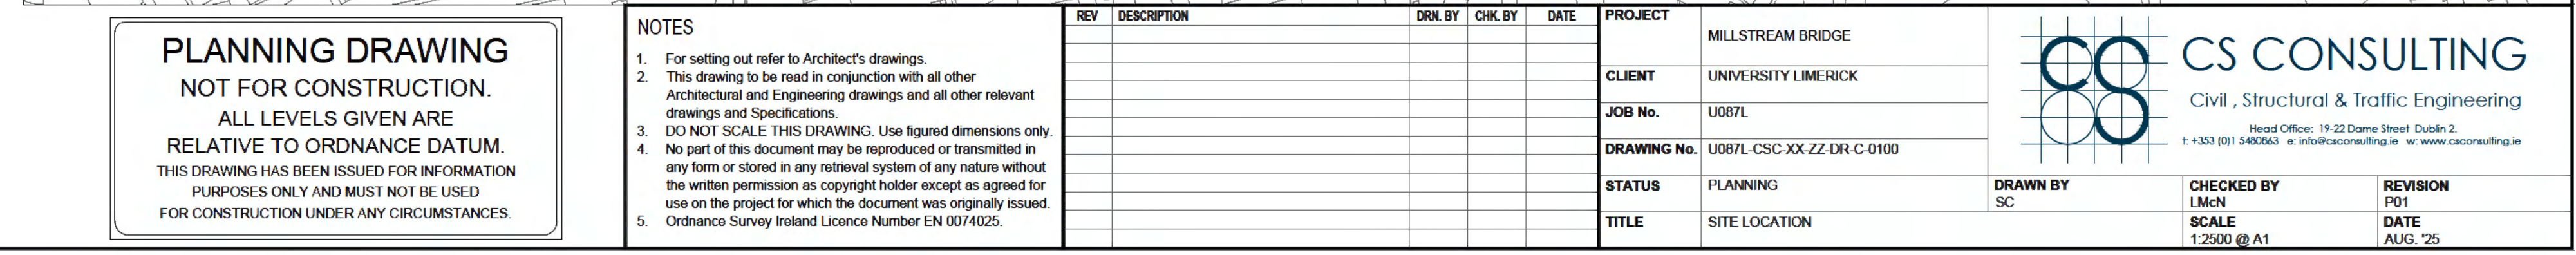 PLANNING DRAWING
NOT FOR CONSTRUCTION.
ALL LEVELS GIVEN ARE
RELATIVE TO ORDNANCE DATUM.
THIS DRAWING HAS BEEN ISSUED FOR INFORMATION
PURPOSES ONLY AND MUST NOT BE USED
FOR CONSTRUCTION UNDER ANY CIRCUMSTANCES.
NOTES
1. For setting out refer to Architect's drawings.
2. This drawing to be read in conjunction with all other
Architectural and Engineering drawings and all other relevant
drawings and Specifications.
3. DO NOT SCALE THIS DRAWING. Use figured dimensions only.
4. No part of this document may be reproduced or transmitted in
any form or stored in any retrieval system of any nature without
the written permission as copyright holder except as agreed for
use on the project for which the document was originally issued.
5. Ordnance Survey Ireland Licence Number EN 0074025.
REV DESCRIPTION DRN. BY CHK. BY DATE
PROJECT
MILLSTREAM BRIDGE
CLIENT UNIVERSITY LIMERICK
JOB No. U087L
DRAWING No. U087L-CSC-XX-ZZ-DR-C-0100
STATUS PLANNING
TITLE SITE LOCATION
CS
CS CONSULTING
Civil , Structural & Traffic Engineering
Head Office: 19-22 Dame Street Dublin 2.
t: +353 (0)1 5480863 e: info@csconsulting.ie w: www.csconsulting.ie
DRAWN BY
SC
CHECKED BY
LMcN
REVISION
P01
SCALE
1:2500 @ A1
DATE
AUG. '25